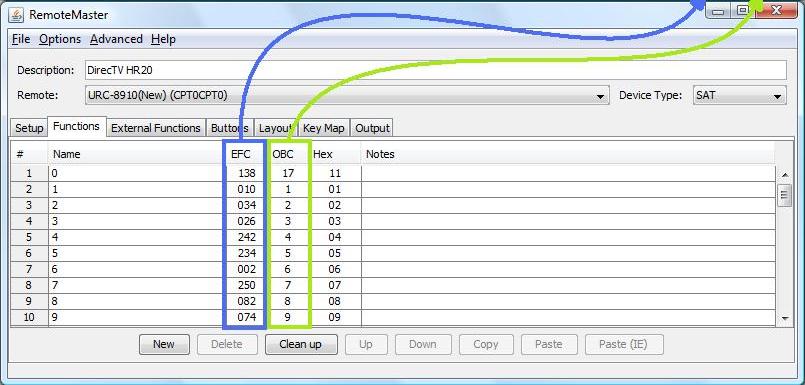 RemoteMaster
File Options Advanced Help
Description: DirecTV HR20
Remote: URC-8910(New) (CPT0CPT0) Device Type: SAT
Setup Functions External Functions Buttons Layout Key Map Output
# Name EFC OBC Hex Notes
1 0 138 17 11
2 1 010 1 01
3 2 034 2 02
4 3 026 3 03
5 4 242 4 04
6 5 234 5 05
7 6 002 6 06
8 7 250 7 07
9 8 082 8 08
10 9 074 9 09
New Delete Clean up Up Down Copy Paste Paste (IE)